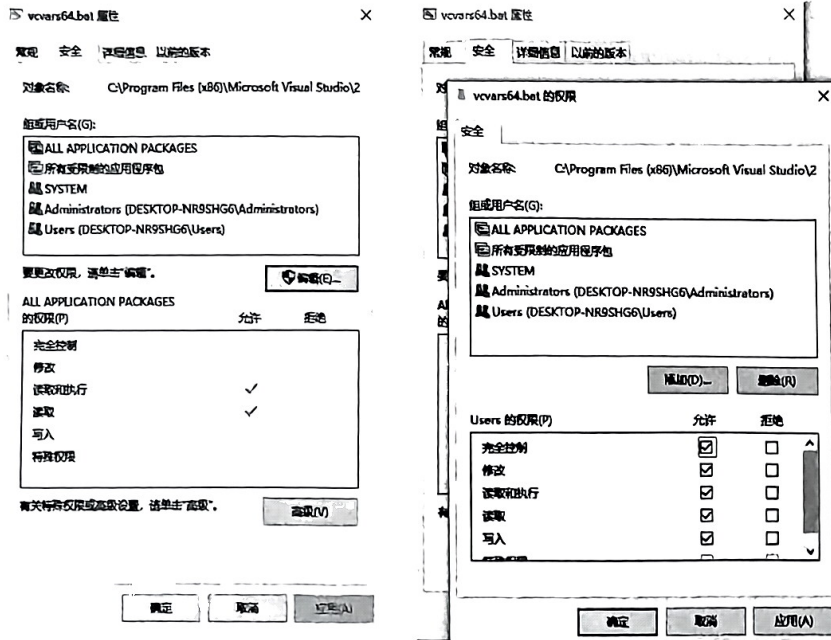 vcvars64.bat 属性
常规 安全 详细信息 以前的版本
对象名称: C:\Program Files (x86)\Microsoft Visual Studio\2
组或用户名(G):
ALL APPLICATION PACKAGES
所有受限制的应用程序包
SYSTEM
Administrators (DESKTOP-NR9SHG6\Administrators)
Users (DESKTOP-NR9SHG6\Users)
要更改权限，请单击"编辑"。
编辑(E)...
ALL APPLICATION PACKAGES
的权限(P) 允许 拒绝
完全控制
修改
读取和执行
读取
写入
特殊权限
有关特殊权限或高级设置，请单击"高级"。
高级(V)
确定 取消 应用(A)
vcvars64.bat 属性
常规 安全 详细信息 以前的版本
vcvars64.bat 的权限
安全
对象名称: C:\Program Files (x86)\Microsoft Visual Studio\2
组或用户名(G):
ALL APPLICATION PACKAGES
所有受限制的应用程序包
SYSTEM
Administrators (DESKTOP-NR9SHG6\Administrators)
Users (DESKTOP-NR9SHG6\Users)
添加(D)... 删除(R)
Users 的权限(P) 允许 拒绝
完全控制
修改
读取和执行
读取
写入
确定 取消 应用(A)